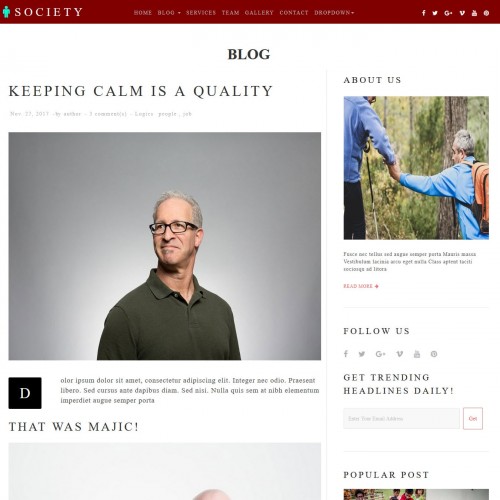 SOCIETY
HOME BLOG SERVICES TEAM GALLERY CONTACT DROPDOWN
BLOG
KEEPING CALM IS A QUALITY
Nov. 27, 2017 - by author - 3 comment(s) - Logics people , job
D
olor ipsum dolor sit amet, consectetur adipiscing elit. Integer nec odio. Praesent
libero. Sed cursus ante dapibus diam. Sed nisi. Nulla quis sem at nibh elementum
imperdiet augue semper porta
THAT WAS MAJIC!
ABOUT US
Fusce nec tellus sed augue semper porta Mauris massa
Vestibulum lacinia arcu eget nulla Class aptent taciti
sociosqu ad litora
READ MORE
FOLLOW US
GET TRENDING
HEADLINES DAILY!
Enter Your Email Address
Get
POPULAR POST